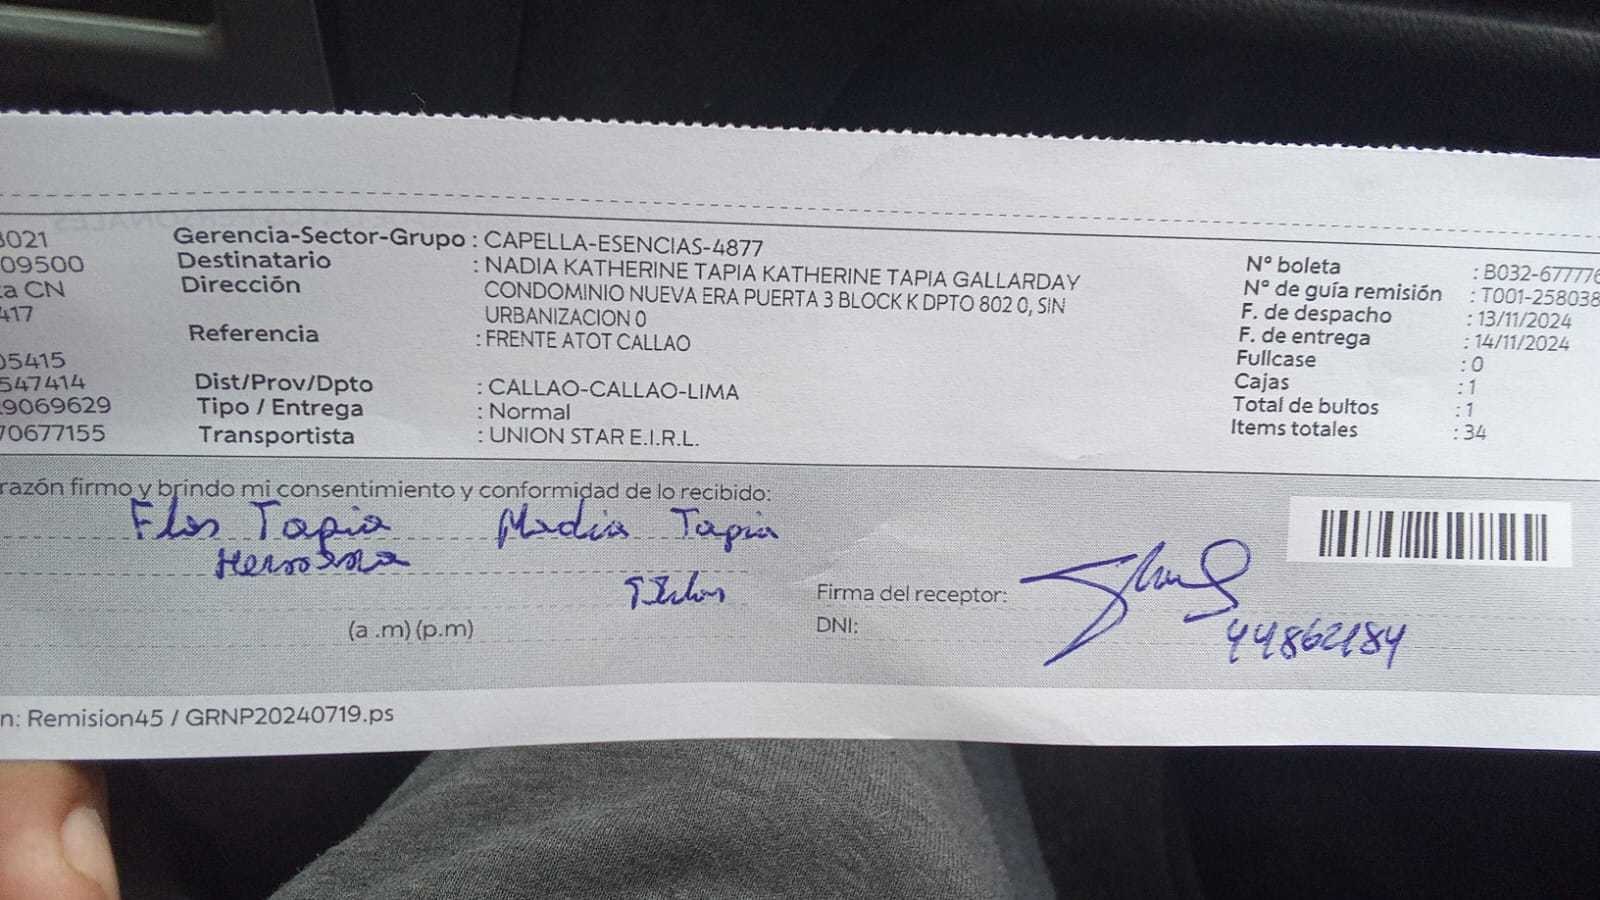 3021
09500
ta CN
417
05415
547414
29069629
70677155
Gerencia-Sector-Grupo : CAPELLA-ESENCIAS-4877
Destinatario : NADIA KATHERINE TAPIA KATHERINE TAPIA GALLARDAY
Dirección CONDOMINIO NUEVA ERA PUERTA 3 BLOCK K DPTO 802 0, SIN
URBANIZACION 0
Referencia : FRENTE ATOT CALLAO
Dist/Prov/Dpto : CALLAO-CALLAO-LIMA
Tipo / Entrega : Normal
Transportista : UNION STAR E.I.R.L.
N° boleta : B032-677776
N° de guía remisión : T001-258038
F. de despacho : 13/11/2024
F. de entrega : 14/11/2024
Fullcase : 0
Cajas : 1
Total de bultos : 1
Items totales : 34
razón firmo y brindo mi consentimiento y conformidad de lo recibido:
Flor Tapia Nadia Tapia
Herrera
Firma del receptor:
DNI: 44862184
(a .m) (p.m)
n: Remision45 / GRNP20240719.ps